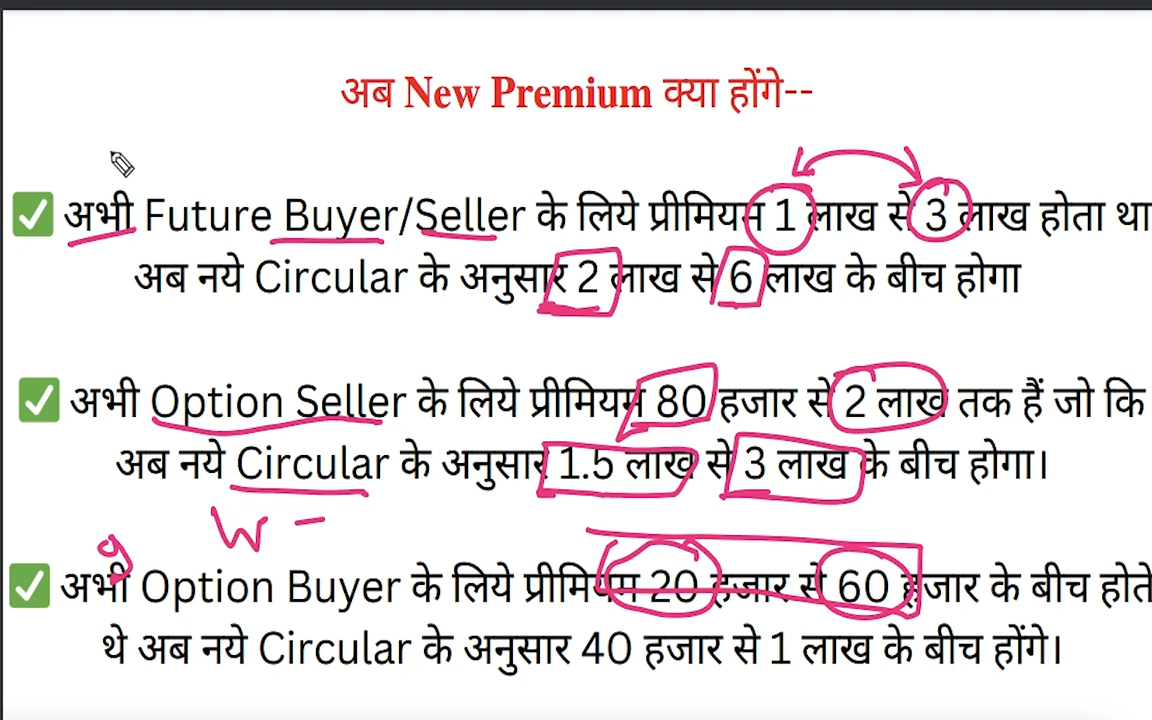 अब New Premium क्या होंगे--
✅ अभी Future Buyer/Seller के लिये प्रीमियम 1 लाख से 3 लाख होता था
अब नये Circular के अनुसार 2 लाख से 6 लाख के बीच होगा
✅ अभी Option Seller के लिये प्रीमियम 80 हजार से 2 लाख तक हैं जो कि
अब नये Circular के अनुसार 1.5 लाख से 3 लाख के बीच होगा।
W –
✅ अभी Option Buyer के लिये प्रीमियम 20 हजार से 60 हजार के बीच होते
थे अब नये Circular के अनुसार 40 हजार से 1 लाख के बीच होंगे।